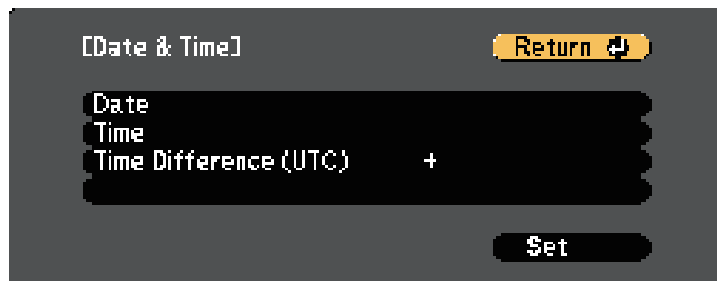 [Date & Time]
Return
Date
Time
Time Difference (UTC) +
Set